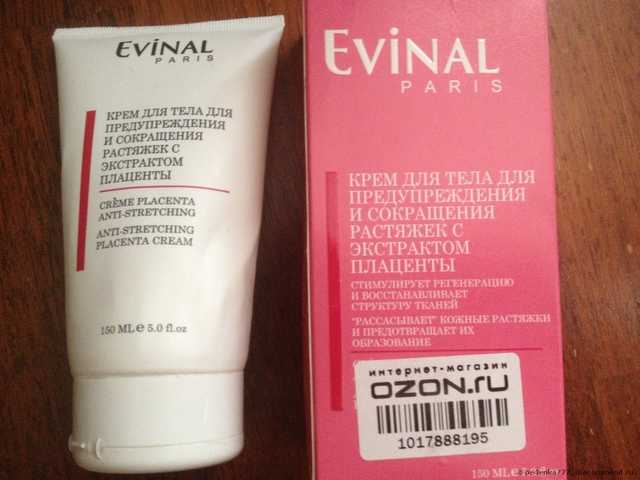 EViNAL
PARIS
КРЕМ ДЛЯ ТЕЛА ДЛЯ
ПРЕДУПРЕЖДЕНИЯ
И СОКРАЩЕНИЯ
РАСТЯЖЕК С
ЭКСТРАКТОМ
ПЛАЦЕНТЫ
CRÈME PLACENTA
ANTI-STRETCHING
ANTI-STRETCHING
PLACENTA CREAM
150 ML e 5.0 fl.oz
EViNAL
PARIS
КРЕМ ДЛЯ ТЕЛА ДЛЯ
ПРЕДУПРЕЖДЕНИЯ
И СОКРАЩЕНИЯ
РАСТЯЖЕК С
ЭКСТРАКТОМ
ПЛАЦЕНТЫ
СТИМУЛИРУЕТ РЕГЕНЕРАЦИЮ
И ВОССТАНАВЛИВАЕТ
СТРУКТУРУ ТКАНЕЙ
"РАССАСЫВАЕТ" КОЖНЫЕ РАСТЯЖКИ
И ПРЕДОТВРАЩАЕТ ИХ
ОБРАЗОВАНИЕ
интернет-магазин
OZON.ru
1017888195
150 ML e